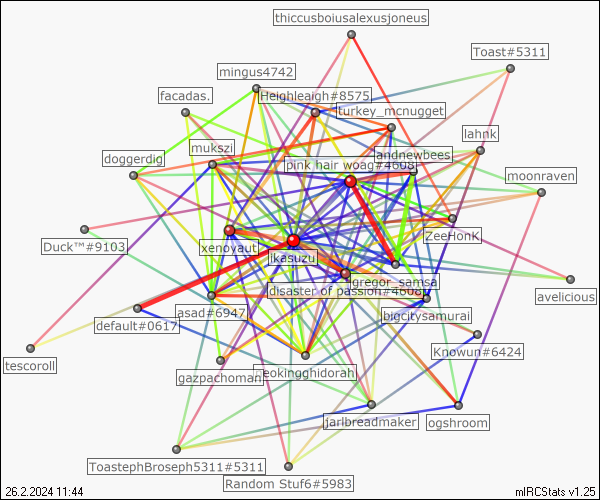 thiccusboiusalexusjoneus
Toast#5311
mingus4742
Heighleaigh#8575
facadas.
turkey_mcnugget
lahnk
mukszi
andnewbees
doggerdig
pink hair woag#4608
moonraven
ZeeHonK
Duck™#9103
xenoyaut
ikasuzu
gregor_samsa
disaster of passion#4608
avelicious
asad#6947
bigcitysamurai
default#0617
Knowun#6424
tescoroll
gazpachoman
neokingghidorah
jarlbreadmaker
ogshroom
ToastephBroseph5311#5311
Random Stuf6#5983
26.2.2024 11:44
mIRCStats v1.25